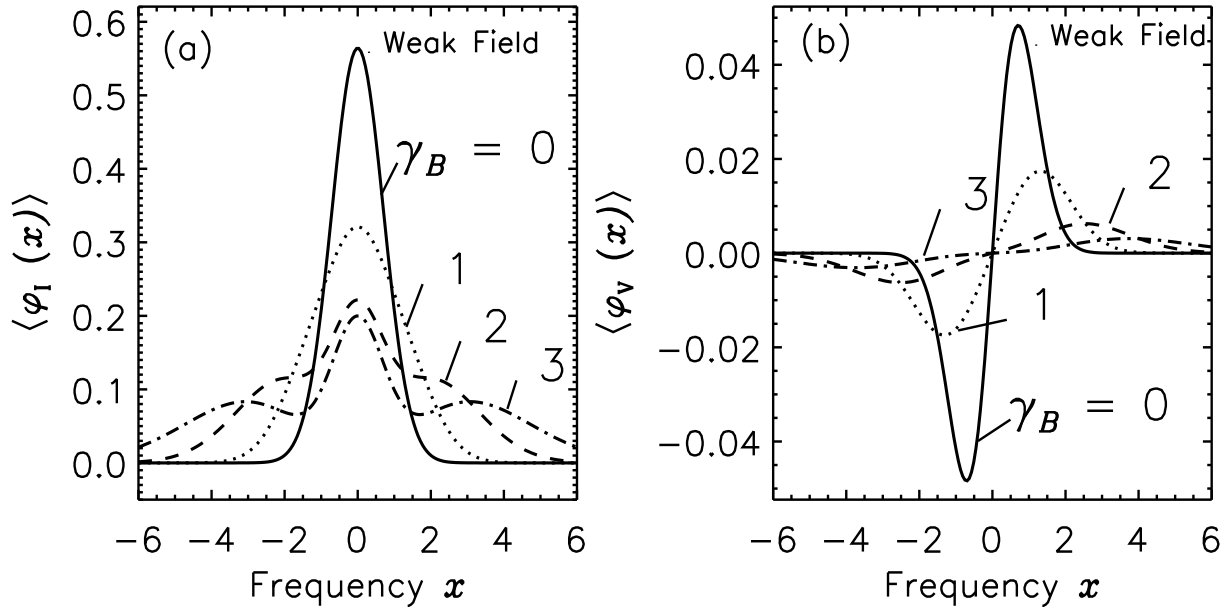 (a)
Weak Field
0.6
0.5
0.4
0.3
0.2
0.1
0.0
γB = 0
1
2
3
⟨φI (x)⟩
−6 −4 −2 0 2 4 6
Frequency x
(b)
Weak Field
0.04
0.02
0.00
−0.02
−0.04
3
2
1
γB = 0
⟨φV (x)⟩
−6 −4 −2 0 2 4 6
Frequency x